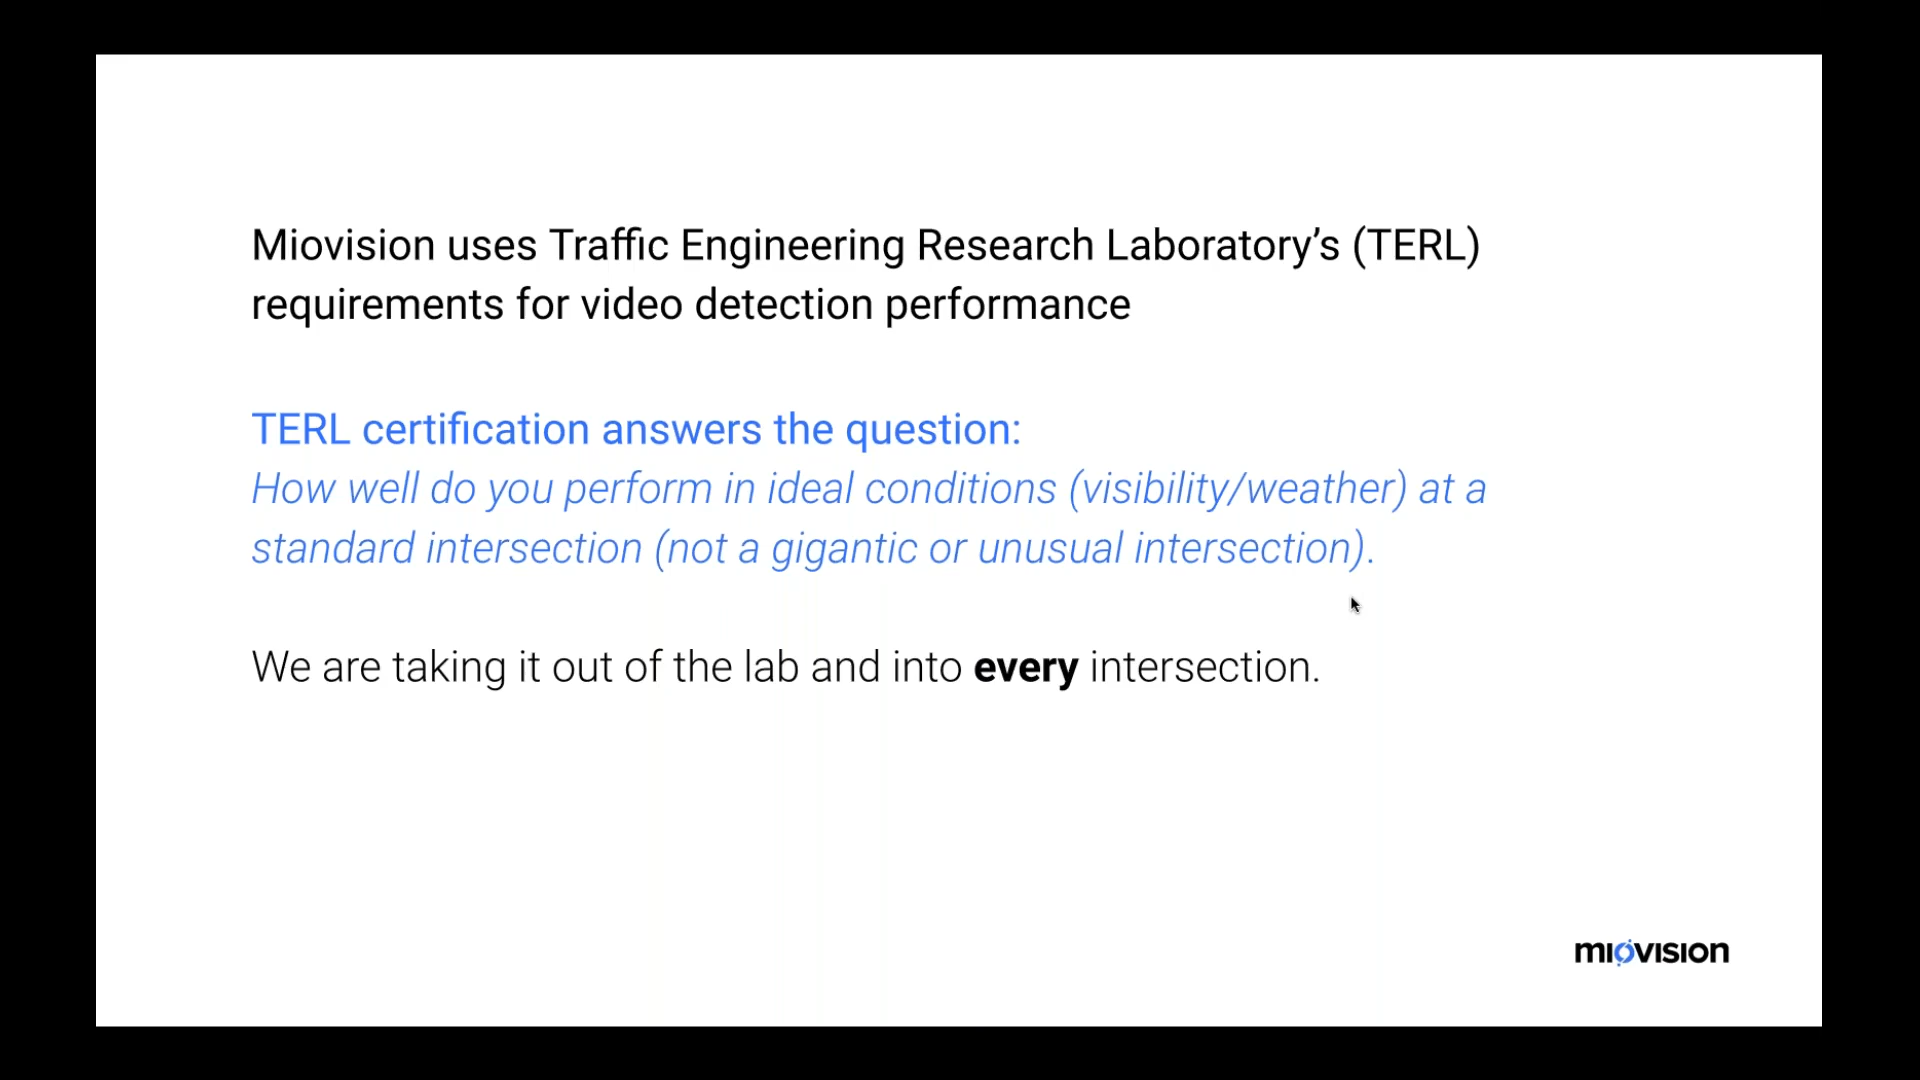 Miovision uses Traffic Engineering Research Laboratory’s (TERL)
requirements for video detection performance
TERL certification answers the question:
How well do you perform in ideal conditions (visibility/weather) at a
standard intersection (not a gigantic or unusual intersection).
We are taking it out of the lab and into every intersection.
miovision